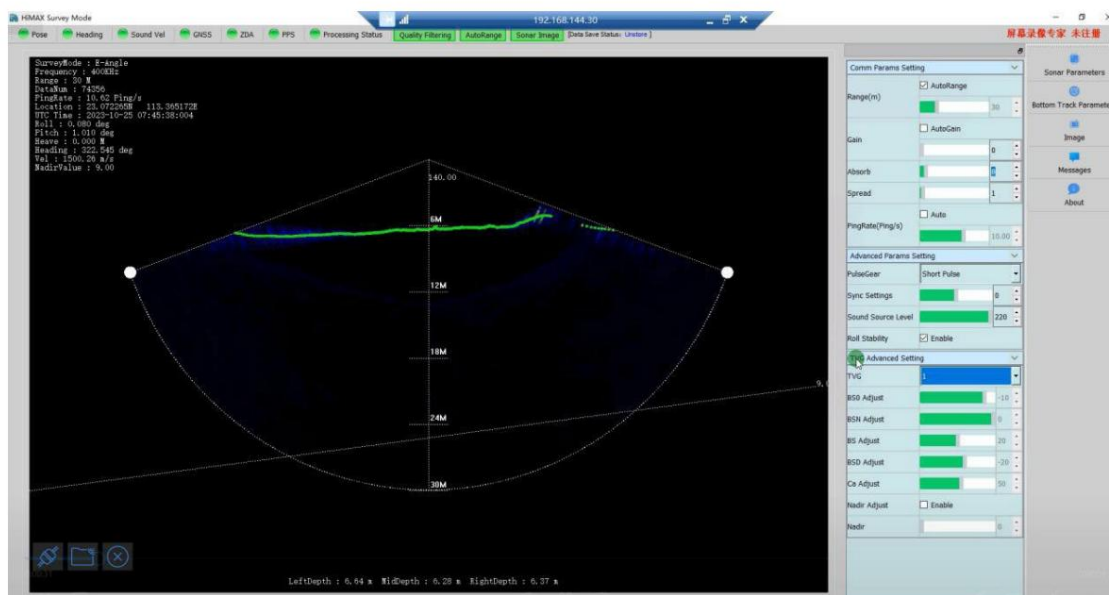 HiMAX Survey Mode
192.168.144.30
Pose Heading Sound Vel GNSS ZDA PPS Processing Status Quality Filtering AutoRange Sonar Image [Data Save Status: Unstore ]
屏幕录像专家 未注册
SurveyMode : E-Angle
Frequency : 400KHz
Range : 30 M
DataNum : 74356
PingRate : 10.62 Ping/s
Location : 23.072265N 113.365172E
UTC Time : 2023-10-25 07:45:38:004
Roll : 0.080 deg
Pitch : 1.010 deg
Heave : 0.000 M
Heading : 322.545 deg
Vel : 1500.26 m/s
NadirValue : 9.00
140.00
6M
12M
18M
24M
30M
9.0
LeftDepth : 6.64 m MidDepth : 6.28 m RightDepth : 6.37 m
Comm Params Setting
Range(m)
AutoRange
30
Gain
AutoGain
0
Absorb
Spread 1
PingRate(Ping/s)
Auto
10.00
Advanced Params Setting
PulseGear Short Pulse
Sync Settings 0
Sound Source Level 220
Roll Stability Enable
TVG Advanced Setting
TVG 1
BS0 Adjust -10
BSN Adjust 0
BS Adjust 20
BSD Adjust -20
Ca Adjust 50
Nadir Adjust Enable
Nadir 0
Sonar Parameters
Bottom Track Paramete
Image
Messages
About